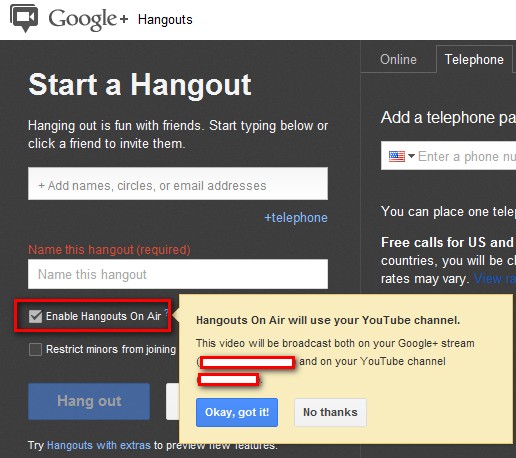 Google+ Hangouts
Online
Telephone
Start a Hangout
Hanging out is fun with friends. Start typing below or
click a friend to invite them.
+ Add names, circles, or email addresses
+telephone
Name this hangout (required)
Name this hangout
Enable Hangouts On Air ?
Restrict minors from joining
Hang out
Try Hangouts with extras to preview new features.
Add a telephone pa
Enter a phone nu
You can place one telep
Free calls for US and
countries, you will be ch
rates may vary. View ra
Hangouts On Air will use your YouTube channel.
This video will be broadcast both on your Google+ stream
( and on your YouTube channel
( .
Okay, got it!
No thanks